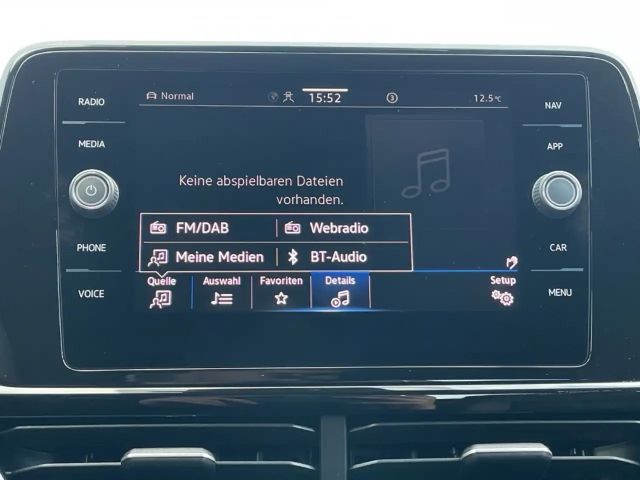 RADIO
MEDIA
PHONE
VOICE
Normal 15:52 3 12.5°C
Keine abspielbaren Dateien
vorhanden.
FM/DAB Webradio
Meine Medien BT-Audio
Quelle Auswahl Favoriten Details Setup
NAV
APP
CAR
MENU